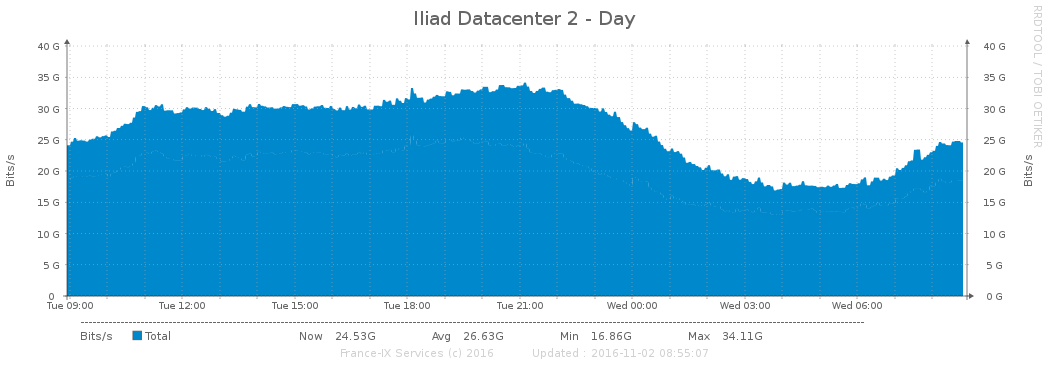 Iliad Datacenter 2 - Day
RRDTOOL / TOBI OETIKER
40 G 40 G
35 G 35 G
30 G 30 G
25 G 25 G
20 G 20 G
15 G 15 G
10 G 10 G
5 G 5 G
0 0 G
Bits/s
Bits/s
Tue 09:00 Tue 12:00 Tue 15:00 Tue 18:00 Tue 21:00 Wed 00:00 Wed 03:00 Wed 06:00
Bits/s Total Now 24.53G Avg 26.63G Min 16.86G Max 34.11G
France-IX Services (c) 2016 Updated : 2016-11-02 08:55:07